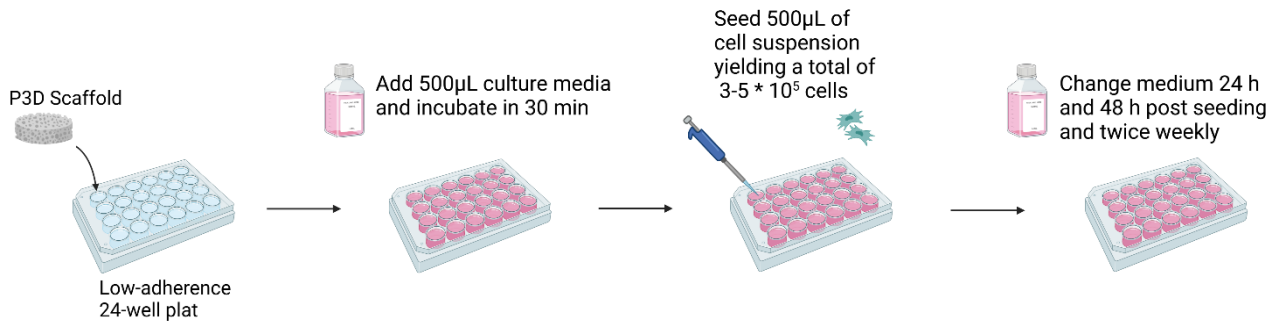 P3D Scaffold
Low-adherence
24-well plat
Add 500µL culture media
and incubate in 30 min
Seed 500µL of
cell suspension
yielding a total of
3-5 * 10⁵ cells
Change medium 24 h
and 48 h post seeding
and twice weekly